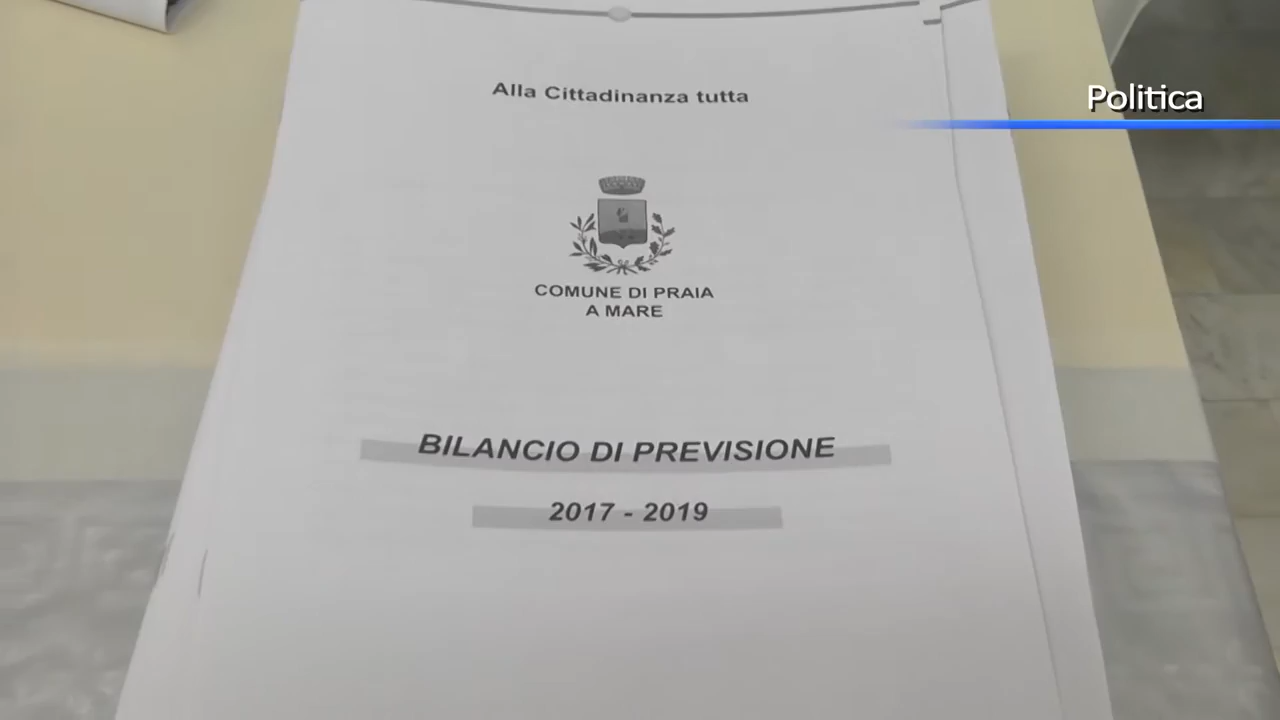 Politica
Alla Cittadinanza tutta
COMUNE DI PRAIA
A MARE
BILANCIO DI PREVISIONE
2017 - 2019